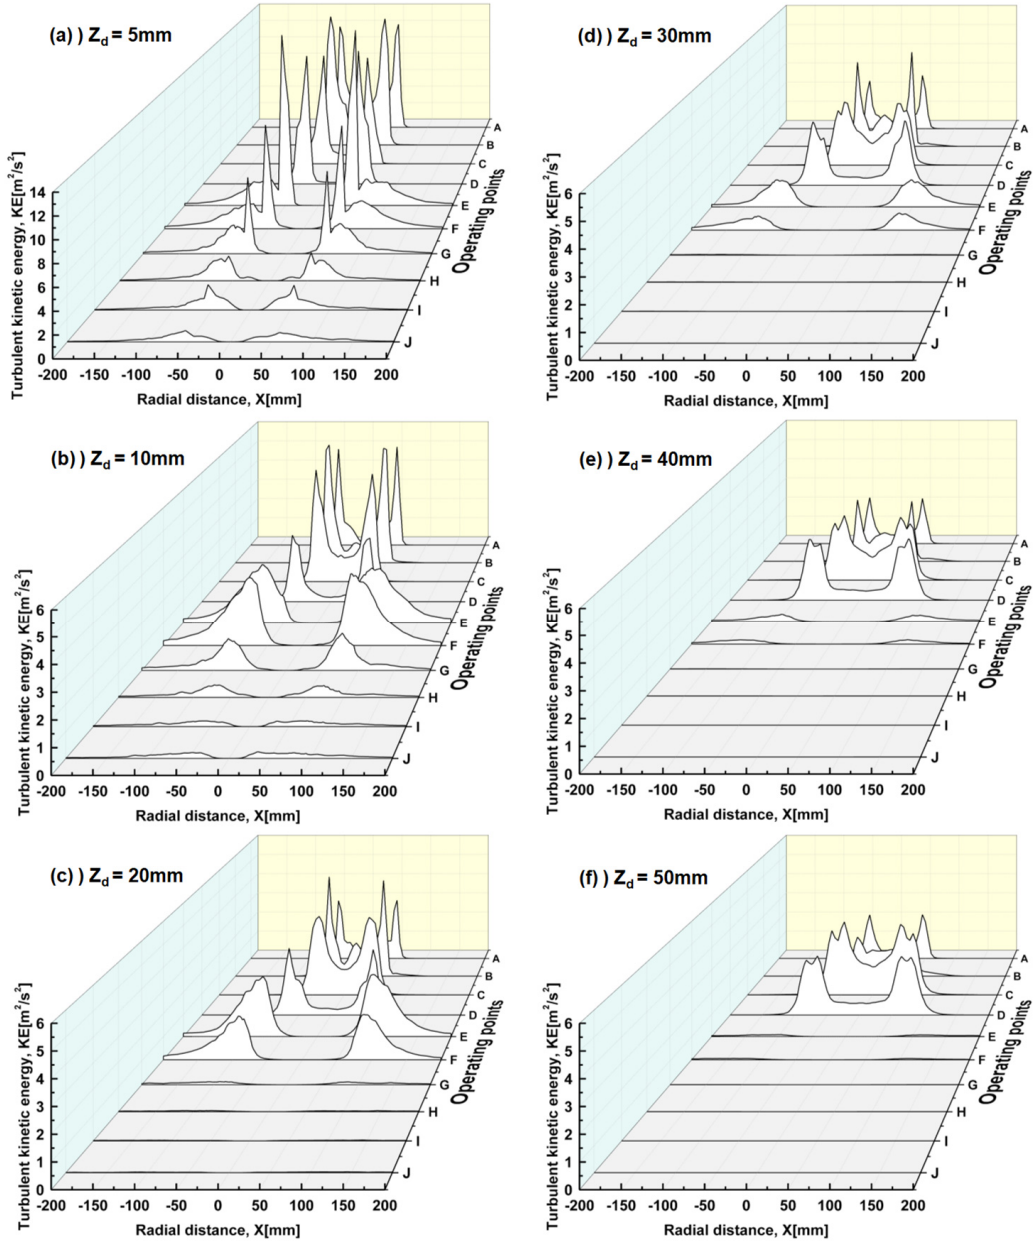 (a) ) Zd = 5mm
A
B
C
D
E
F
G
H
I
J
Operating points
14
12
10
8
6
4
2
0
Turbulent kinetic energy, KE[m²/s²]
-200 -150 -100 -50 0 50 100 150 200
Radial distance, X[mm]
(d) ) Zd = 30mm
A
B
C
D
E
F
G
H
I
J
Operating points
6
5
4
3
2
1
0
Turbulent kinetic energy, KE[m²/s²]
-200 -150 -100 -50 0 50 100 150 200
Radial distance, X[mm]
(b) ) Zd = 10mm
A
B
C
D
E
F
G
H
I
J
Operating points
6
5
4
3
2
1
0
Turbulent kinetic energy, KE[m²/s²]
-200 -150 -100 -50 0 50 100 150 200
Radial distance, X[mm]
(e) ) Zd = 40mm
A
B
C
D
E
F
G
H
I
J
Operating points
6
5
4
3
2
1
0
Turbulent kinetic energy, KE[m²/s²]
-200 -150 -100 -50 0 50 100 150 200
Radial distance, X[mm]
(c) ) Zd = 20mm
A
B
C
D
E
F
G
H
I
J
Operating points
6
5
4
3
2
1
0
Turbulent kinetic energy, KE[m²/s²]
-200 -150 -100 -50 0 50 100 150 200
Radial distance, X[mm]
(f) ) Zd = 50mm
A
B
C
D
E
F
G
H
I
J
Operating points
6
5
4
3
2
1
0
Turbulent kinetic energy, KE[m²/s²]
-200 -150 -100 -50 0 50 100 150 200
Radial distance, X[mm]